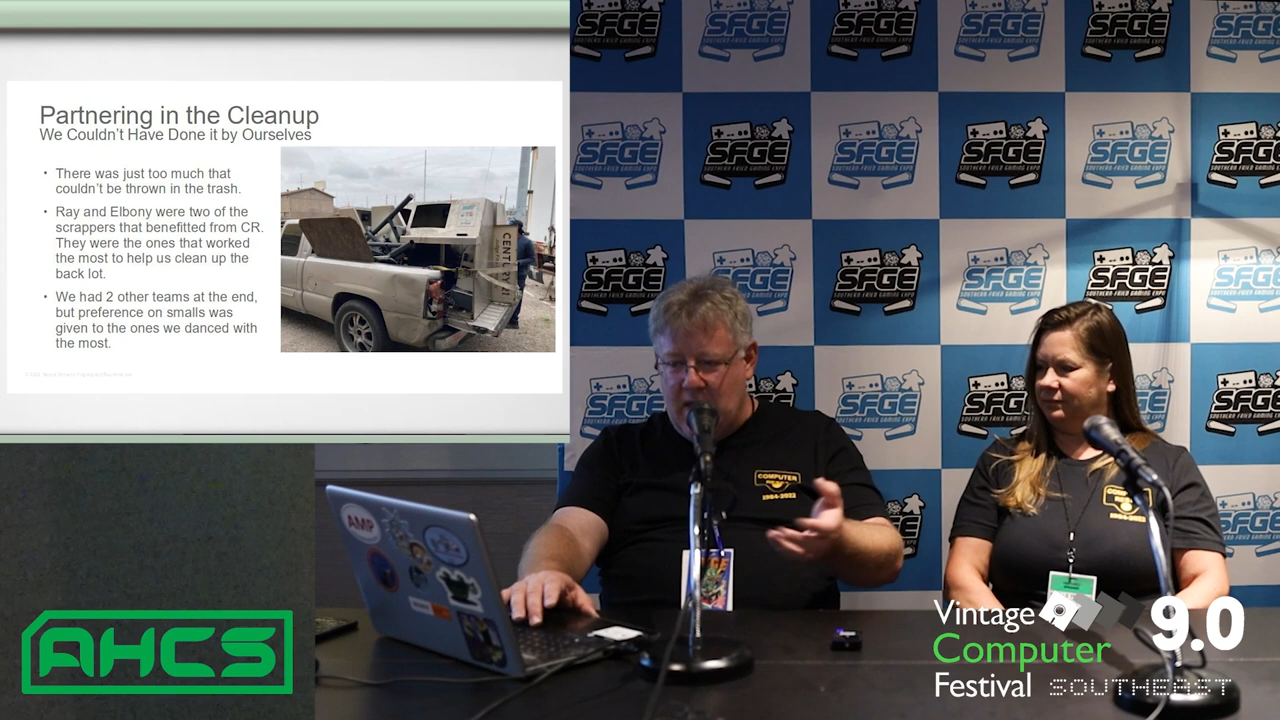 Partnering in the Cleanup
We Couldn't Have Done it by Ourselves
• There was just too much that
couldn't be thrown in the trash.
• Ray and Elbony were two of the
scrappers that benefitted from CR.
They were the ones that worked
the most to help us clean up the
back lot.
• We had 2 other teams at the end,
but preference on smalls was
given to the ones we danced with
the most.
SFGE
SOUTHERN-FRIED GAMING EXPO
COMPUTER
1984-2022
AMP
AHCS
Vintage
Computer
Festival SOUTHEAST
9.0